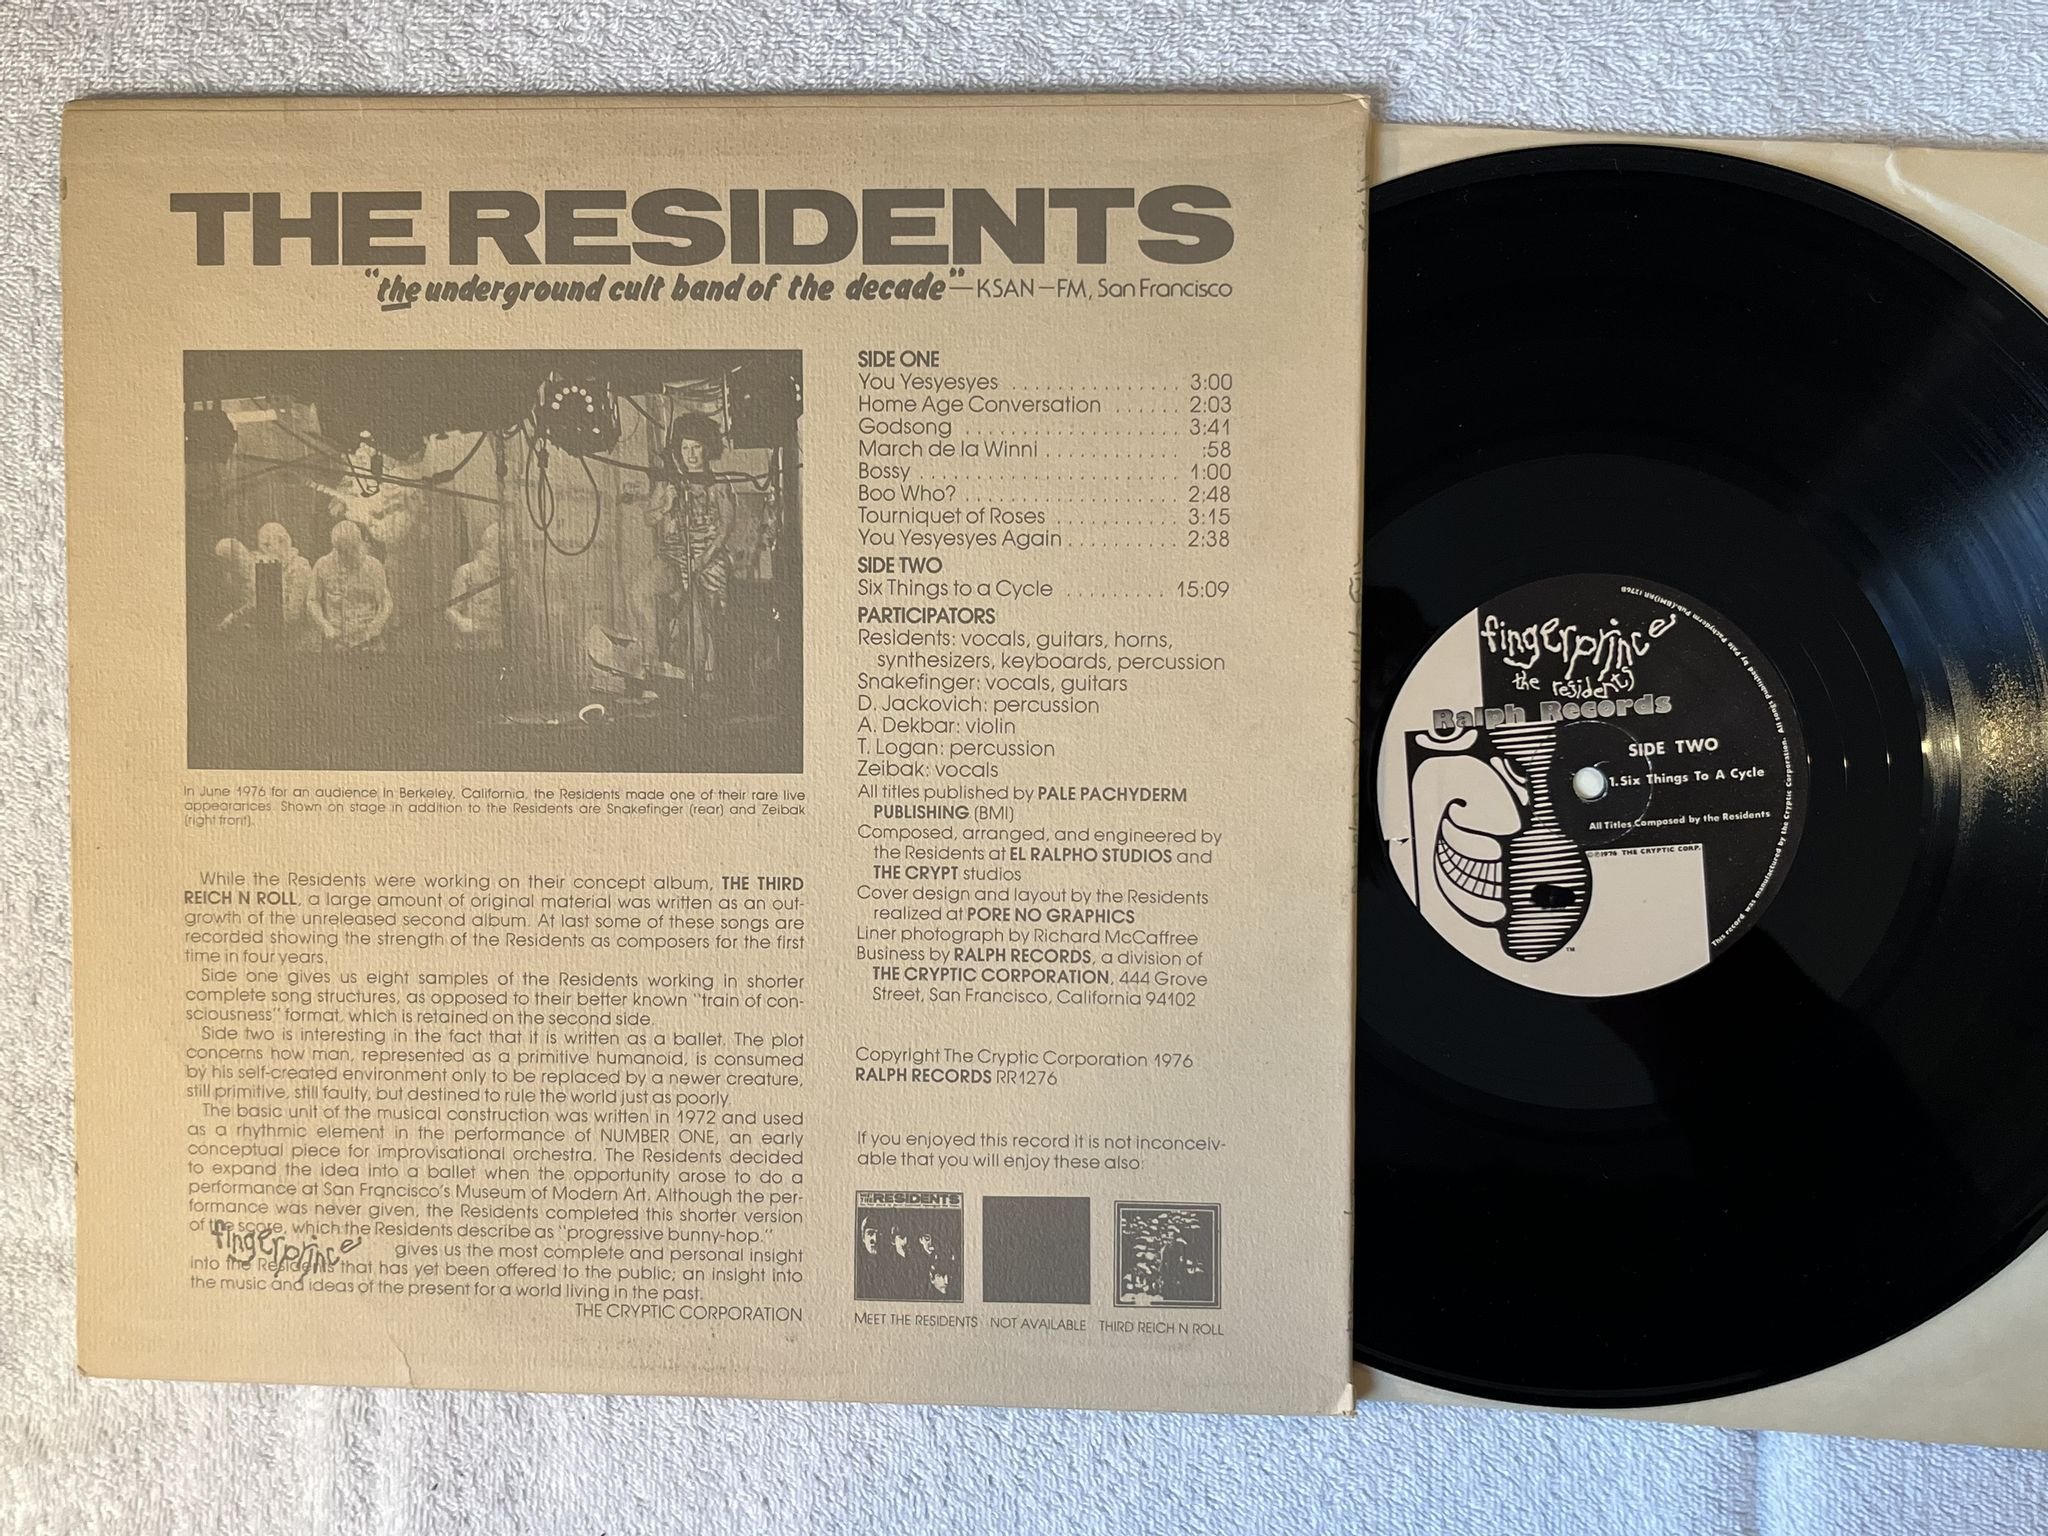 THE RESIDENTS
"the underground cult band of the decade"—KSAN—FM, San Francisco
In June 1976 for an audience in Berkeley, California, the Residents made one of their rare live
appearances. Shown on stage in addition to the Residents are Snakefinger (rear) and Zeibak
(right front).
While the Residents were working on their concept album, THE THIRD
REICH N ROLL, a large amount of original material was written as an out-
growth of the unreleased second album. At last some of these songs are
recorded showing the strength of the Residents as composers for the first
time in four years.
Side one gives us eight samples of the Residents working in shorter
complete song structures, as opposed to their better known "train of con-
sciousness" format, which is retained on the second side.
Side two is interesting in the fact that it is written as a ballet. The plot
concerns how man, represented as a primitive humanoid, is consumed
by his self-created environment only to be replaced by a newer creature,
still primitive, still faulty, but destined to rule the world just as poorly.
The basic unit of the musical construction was written in 1972 and used
as a rhythmic element in the performance of NUMBER ONE, an early
conceptual piece for improvisational orchestra. The Residents decided
to expand the idea into a ballet when the opportunity arose to do a
performance at San Francisco's Museum of Modern Art. Although the per-
formance was never given, the Residents completed this shorter version
of the score, which the Residents describe as "progressive bunny-hop."
fingerprince gives us the most complete and personal insight
into the Residents that has yet been offered to the public; an insight into
the music and ideas of the present for a world living in the past.
THE CRYPTIC CORPORATION
SIDE ONE
You Yesyesyes . . . . . . . . . . . . . . . 3:00
Home Age Conversation . . . . . . 2:03
Godsong . . . . . . . . . . . . . . . . . . . 3:41
March de la Winni . . . . . . . . . . . . :58
Bossy . . . . . . . . . . . . . . . . . . . . . . . 1:00
Boo Who? . . . . . . . . . . . . . . . . . . . 2:48
Tourniquet of Roses . . . . . . . . . . . 3:15
You Yesyesyes Again . . . . . . . . . . 2:38
SIDE TWO
Six Things to a Cycle . . . . . . . . . 15:09
PARTICIPATORS
Residents: vocals, guitars, horns,
synthesizers, keyboards, percussion
Snakefinger: vocals, guitars
D. Jackovich: percussion
A. Dekbar: violin
T. Logan: percussion
Zeibak: vocals
All titles published by PALE PACHYDERM
PUBLISHING (BMI)
Composed, arranged, and engineered by
the Residents at EL RALPHO STUDIOS and
THE CRYPT studios
Cover design and layout by the Residents
realized at PORE NO GRAPHICS
Liner photograph by Richard McCaffree
Business by RALPH RECORDS, a division of
THE CRYPTIC CORPORATION, 444 Grove
Street, San Francisco, California 94102
Copyright The Cryptic Corporation 1976
RALPH RECORDS RR1276
If you enjoyed this record it is not inconceiv-
able that you will enjoy these also:
MEET THE RESIDENTS
MEET THE RESIDENTS NOT AVAILABLE THIRD REICH N ROLL
fingerprince
the residents
Ralph Records
SIDE TWO
1.Six Things To A Cycle
All Titles Composed by the Residents
©℗1976 THE CRYPTIC CORP.
TM
This record was manufactured by the Cryptic Corporation. All songs published by Pale Pachyderm Pub.(BMI)RR 1276B